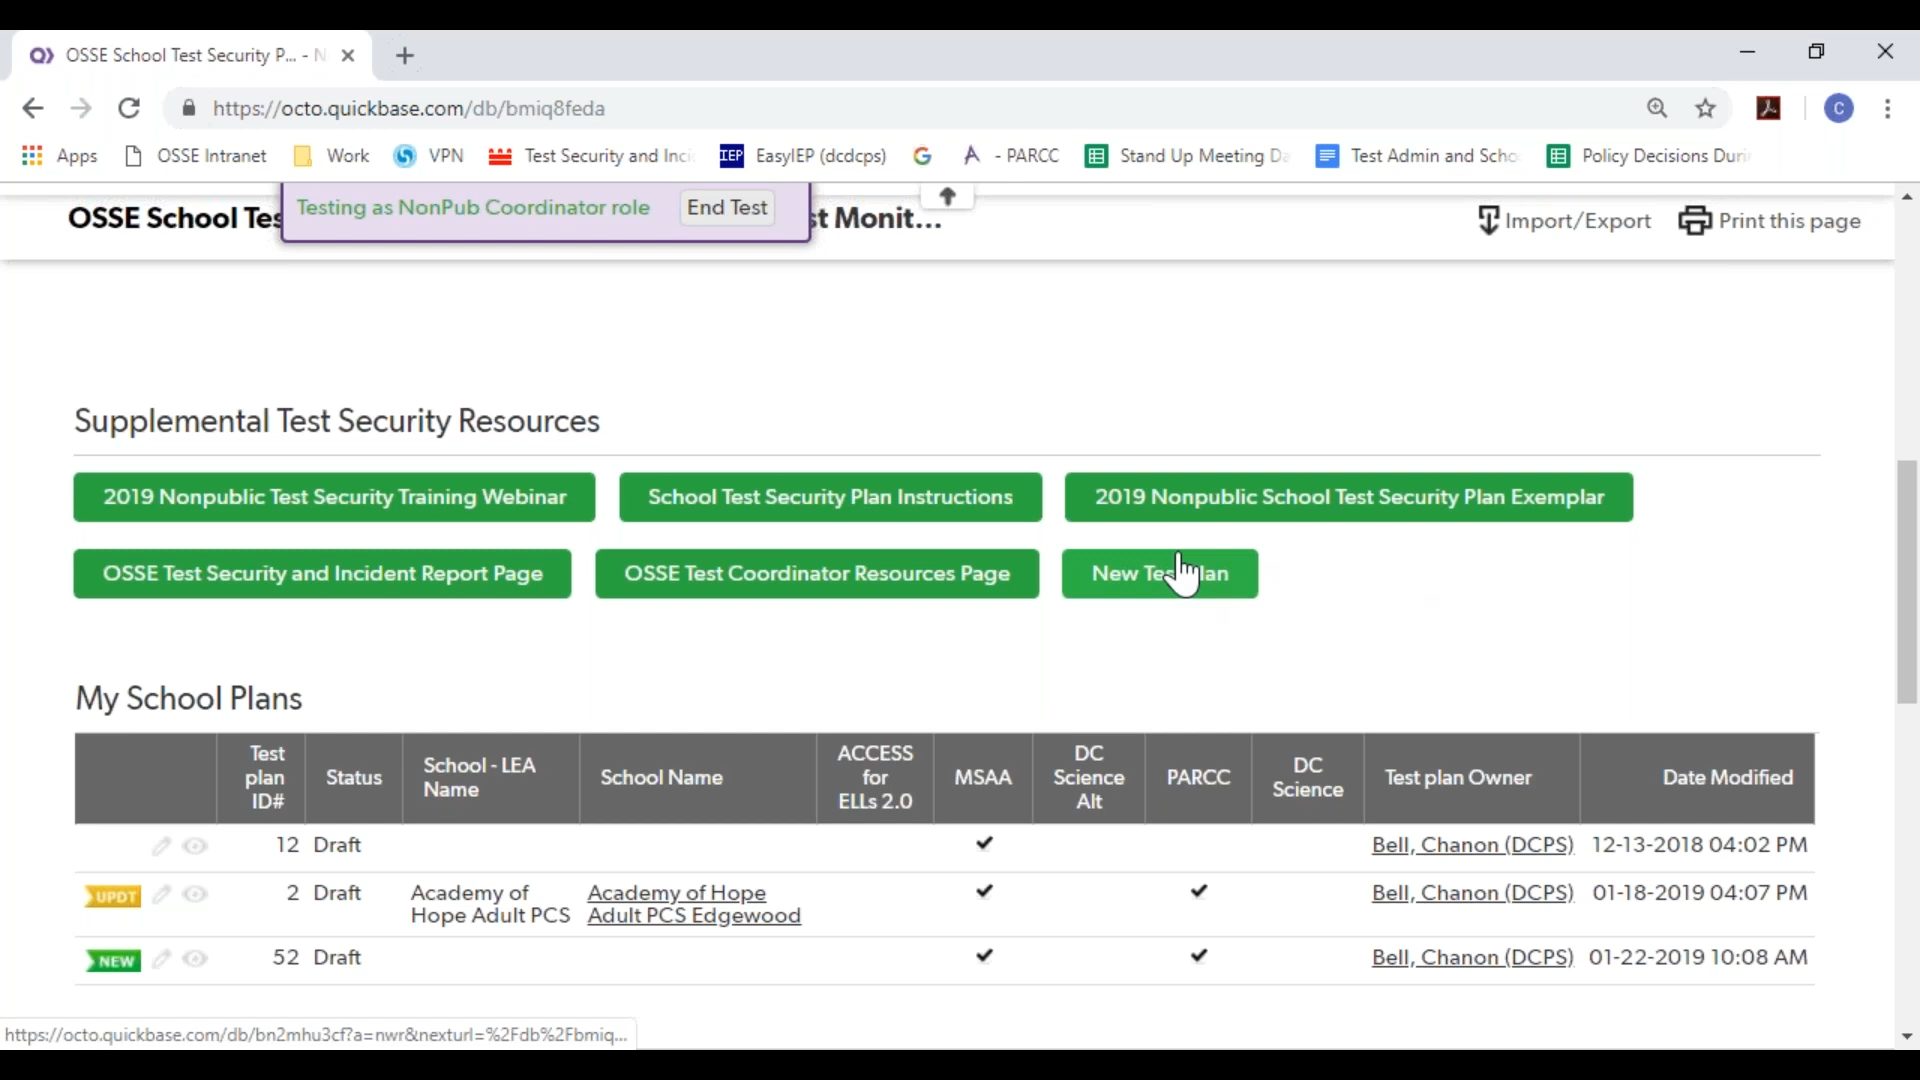 OSSE School Test Security P... - N
https://octo.quickbase.com/db/bmiq8feda
C
Apps OSSE Intranet Work VPN Test Security and Inci IEP EasyIEP (dcdcps) - PARCC Stand Up Meeting Da Test Admin and Scho Policy Decisions Duri
Testing as NonPub Coordinator role End Test
OSSE School Tes st Monit... Import/Export Print this page
Supplemental Test Security Resources
2019 Nonpublic Test Security Training Webinar School Test Security Plan Instructions 2019 Nonpublic School Test Security Plan Exemplar
OSSE Test Security and Incident Report Page OSSE Test Coordinator Resources Page New Tes lan
My School Plans
Test plan ID# Status School - LEA Name School Name ACCESS for ELLs 2.0 MSAA DC Science Alt PARCC DC Science Test plan Owner Date Modified
12 Draft ✔ Bell, Chanon (DCPS) 12-13-2018 04:02 PM
UPDT 2 Draft Academy of Hope Adult PCS Academy of Hope Adult PCS Edgewood ✔ ✔ Bell, Chanon (DCPS) 01-18-2019 04:07 PM
NEW 52 Draft ✔ ✔ Bell, Chanon (DCPS) 01-22-2019 10:08 AM
https://octo.quickbase.com/db/bn2mhu3cf?a=nwr&nexturl=%2Fdb%2Fbmiq...